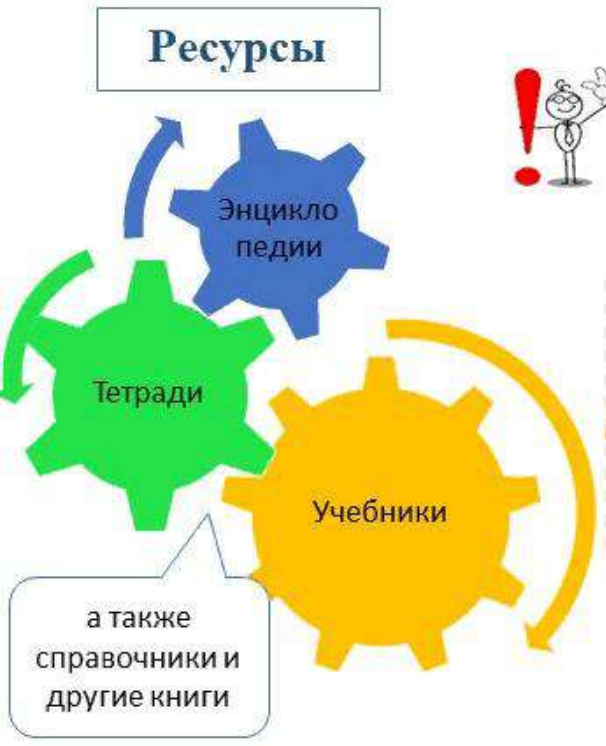 Ресурсы
Энцикло
педии
Тетради
Учебники
а также
справочники и
другие книги